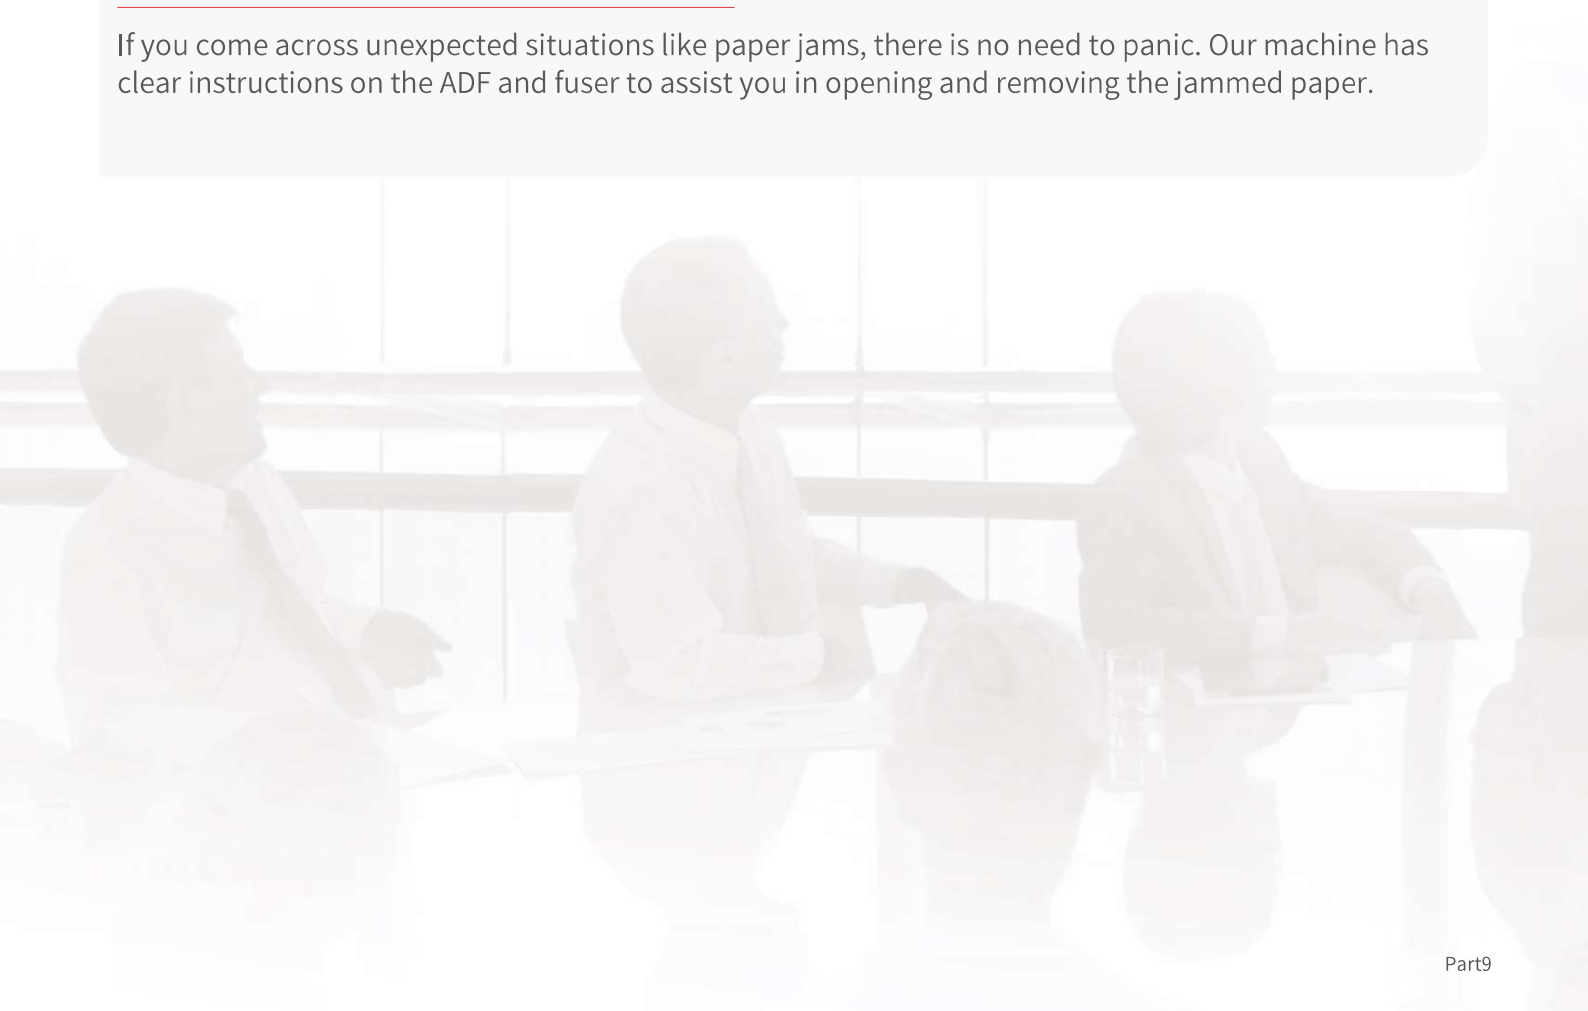 If you come across unexpected situations like paper jams, there is no need to panic. Our machine has
clear instructions on the ADF and fuser to assist you in opening and removing the jammed paper.
Part9